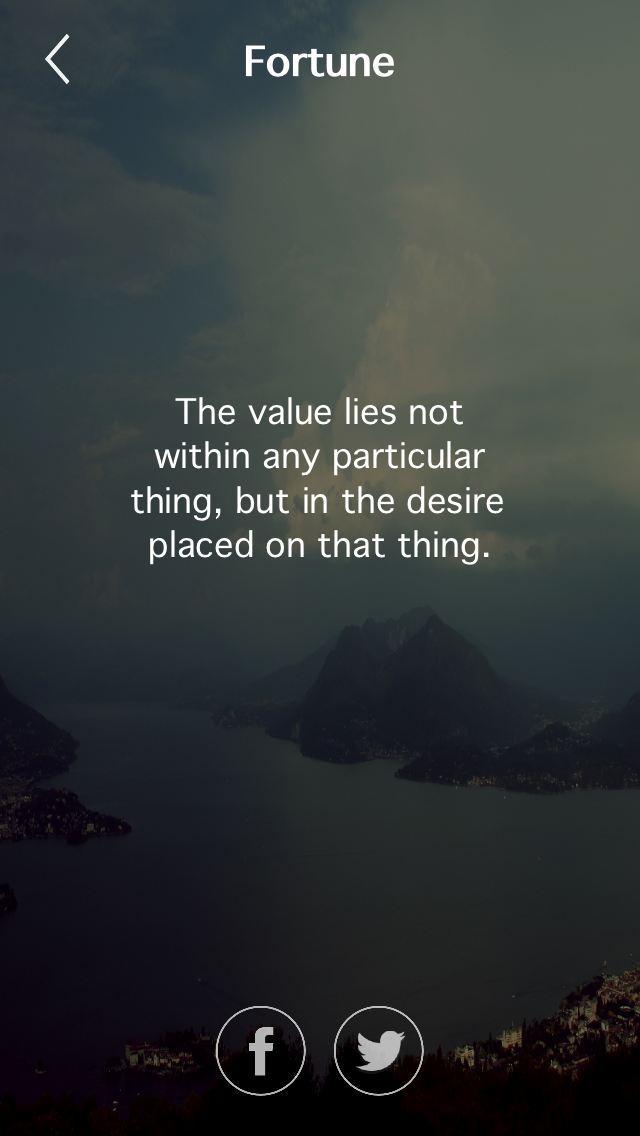 Fortune
The value lies not
within any particular
thing, but in the desire
placed on that thing.